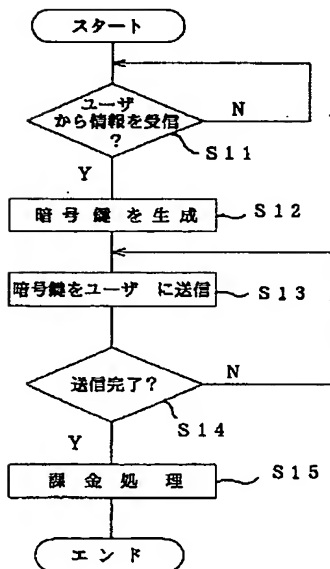 スタート
ユーザ
から情報を受信
?
N
S11
Y
暗号鍵を生成
S12
暗号鍵をユーザ に送信
S13
送信完了?
N
S14
Y
課金処理
S15
エンド